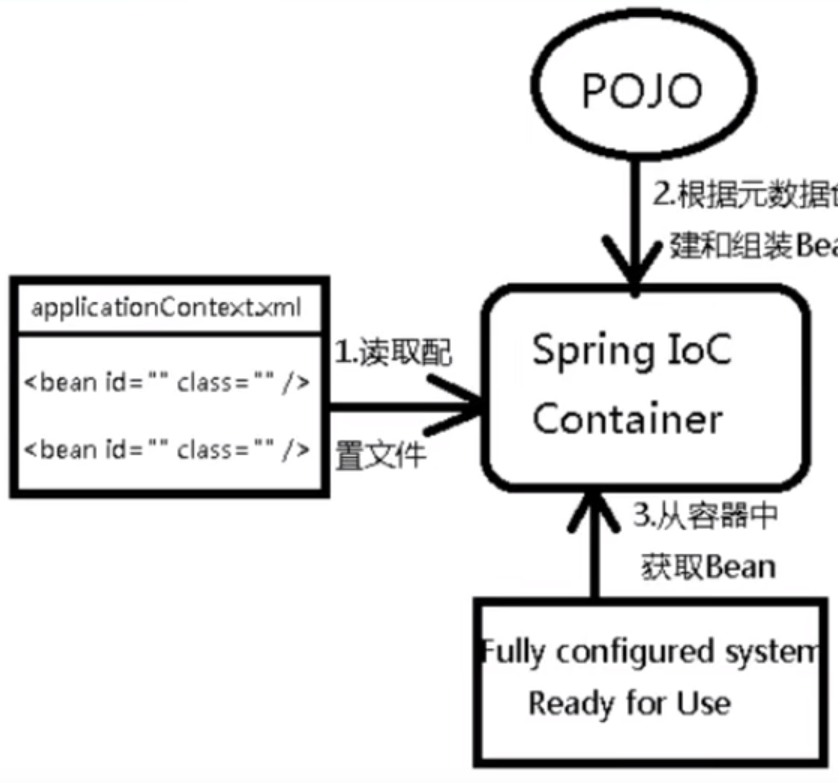 POJO
2.根据元数据
建和组装Bea
applicationContext.xml
<bean id="" class="" />
<bean id="" class="" />
1.读取配
置文件
Spring IoC
Container
3.从容器中
获取Bean
Fully configured system
Ready for Use